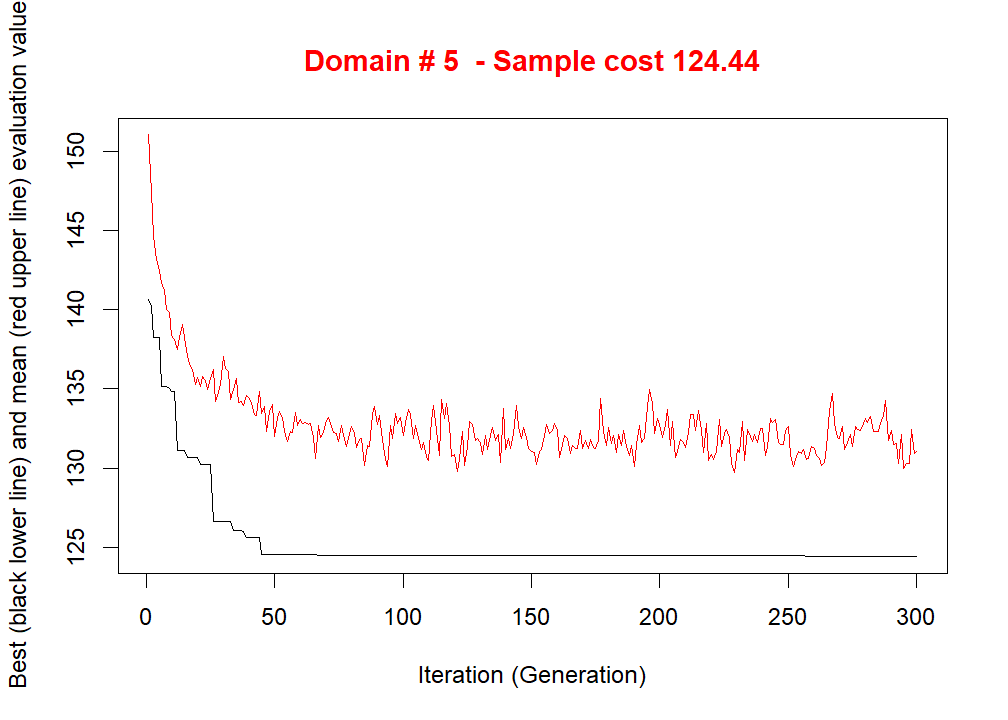 Domain # 5  - Sample cost 124.44
Best (black lower line) and mean (red upper line) evaluation value
150
145
140
135
130
125
0 50 100 150 200 250 300
Iteration (Generation)